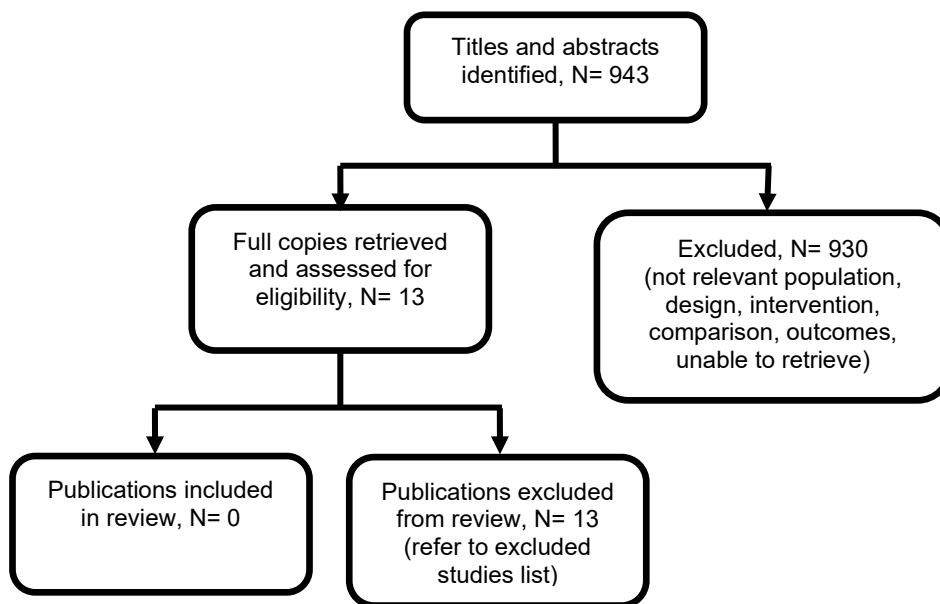 Titles and abstracts
identified, N= 943
Full copies retrieved
and assessed for
eligibility, N= 13
Excluded, N= 930
(not relevant population,
design, intervention,
comparison, outcomes,
unable to retrieve)
Publications included
in review, N= 0
Publications excluded
from review, N= 13
(refer to excluded
studies list)